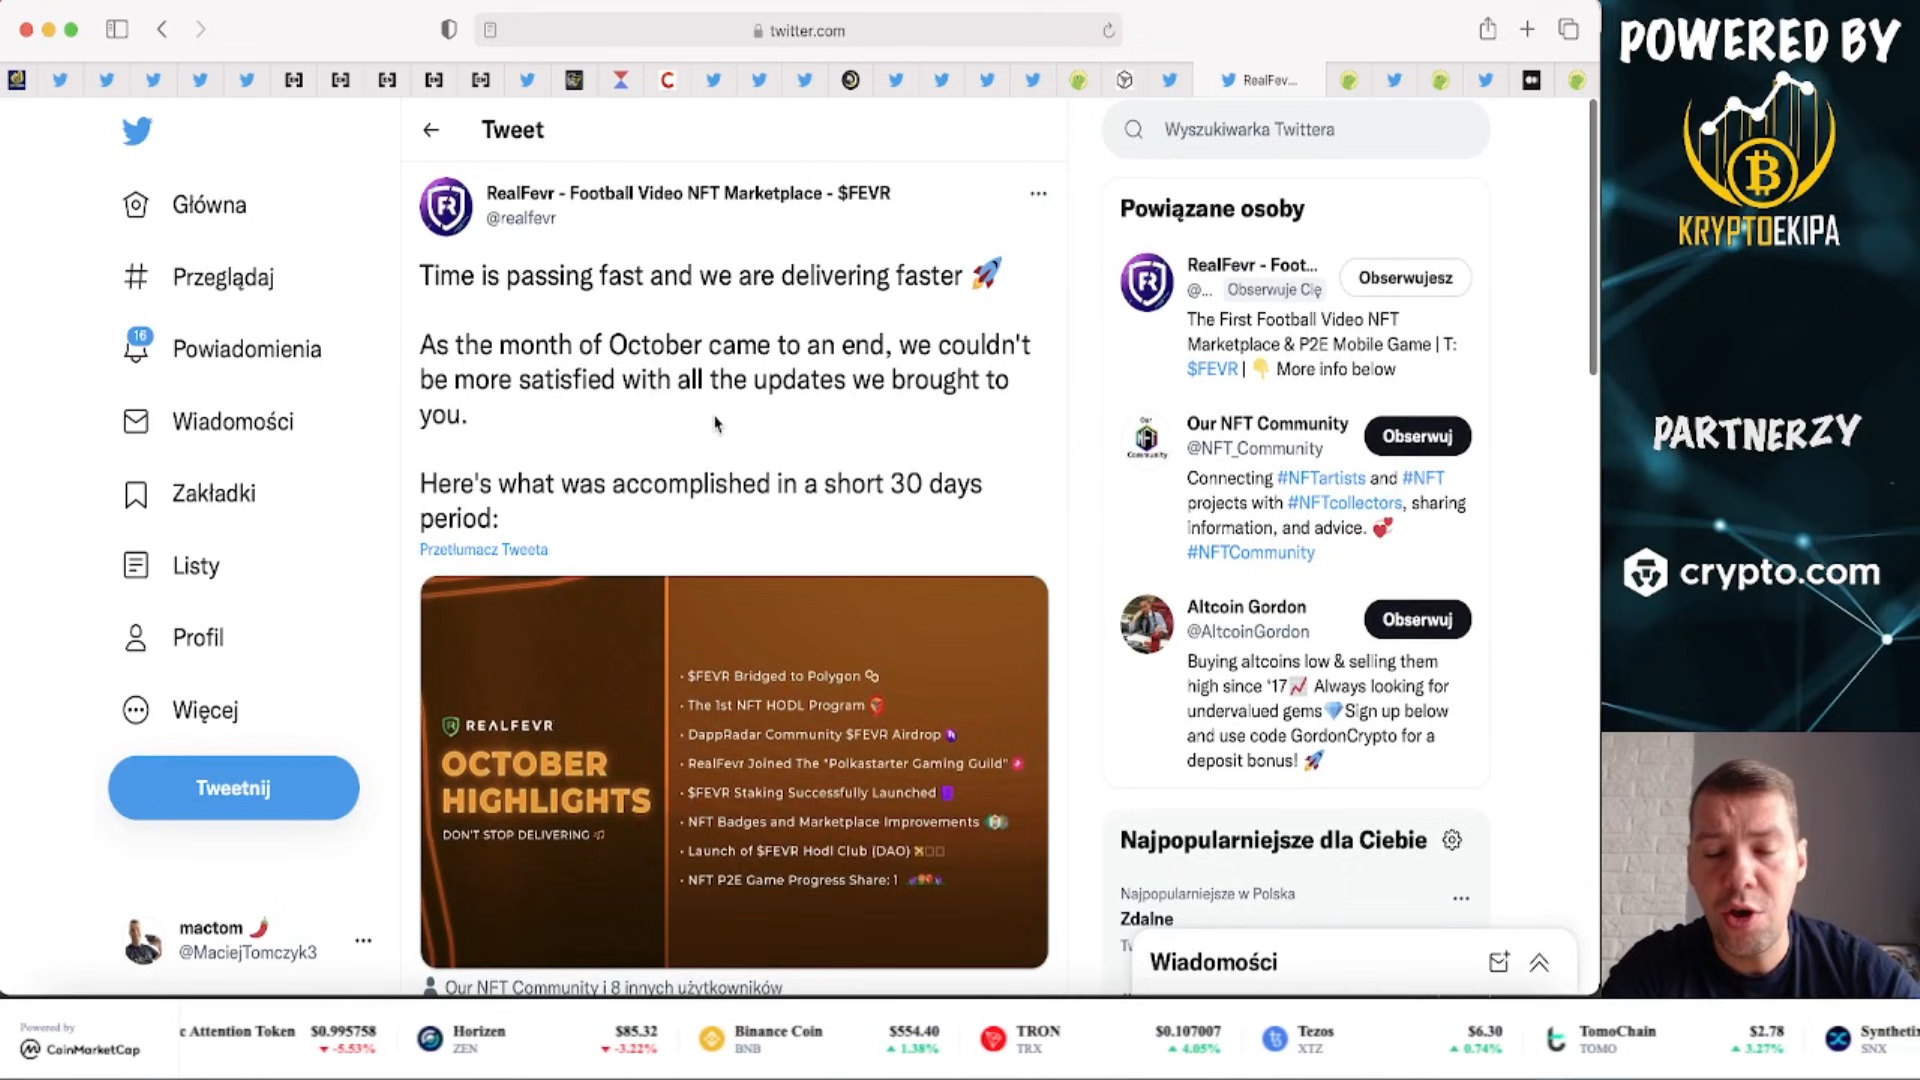 twitter.com
RealFev...
Tweet
Wyszukiwarka Twittera
Główna
Przeglądaj
16
Powiadomienia
Wiadomości
Zakładki
Listy
Profil
Więcej
Tweetnij
mactom
@MaciejTomczyk3
RealFevr - Football Video NFT Marketplace - $FEVR
@realfevr
Time is passing fast and we are delivering faster 🚀
As the month of October came to an end, we couldn't
be more satisfied with all the updates we brought to
you.
Here's what was accomplished in a short 30 days
period:
Przetłumacz Tweeta
REALFEVR
OCTOBER
HIGHLIGHTS
DON'T STOP DELIVERING
· $FEVR Bridged to Polygon
· The 1st NFT HODL Program
· DappRadar Community $FEVR Airdrop
· RealFevr Joined The "Polkastarter Gaming Guild"
· $FEVR Staking Successfully Launched
· NFT Badges and Marketplace Improvements
· Launch of $FEVR Hodl Club (DAO)
· NFT P2E Game Progress Share: 1
Our NFT Community i 8 innych użytkowników
Powiązane osoby
RealFevr - Foot...
@... Obserwuje Cię
Obserwujesz
The First Football Video NFT
Marketplace & P2E Mobile Game | T:
$FEVR | 👇 More info below
Our NFT Community
@NFT_Community
Obserwuj
Connecting #NFTartists and #NFT
projects with #NFTcollectors, sharing
information, and advice. 💞
#NFTCommunity
Altcoin Gordon
@AltcoinGordon
Obserwuj
Buying altcoins low & selling them
high since '17📈 Always looking for
undervalued gems💎Sign up below
and use code GordonCrypto for a
deposit bonus! 🚀
Najpopularniejsze dla Ciebie
Najpopularniejsze w Polska
Zdalne
Wiadomości
POWERED BY
KRYPTOEKIPA
PARTNERZY
crypto.com
Powered by
CoinMarketCap
c Attention Token $0.995758
▼ -5.53%
Horizen $85.32
ZEN ▼ -3.22%
Binance Coin $554.40
BNB ▲ 1.38%
TRON $0.107007
TRX ▲ 4.05%
Tezos $6.30
XTZ ▲ 0.74%
TomoChain $2.78
TOMO ▲ 3.27%
Syntheti
SNX